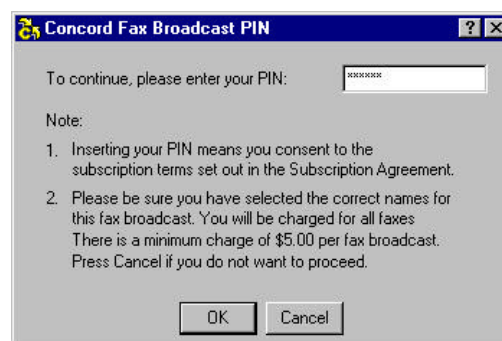 Concord Fax Broadcast PIN
To continue, please enter your PIN: ******
Note:
1. Inserting your PIN means you consent to the
subscription terms set out in the Subscription Agreement.
2. Please be sure you have selected the correct names for
this fax broadcast. You will be charged for all faxes
There is a minimum charge of $5.00 per fax broadcast.
Press Cancel if you do not want to proceed.
OK Cancel